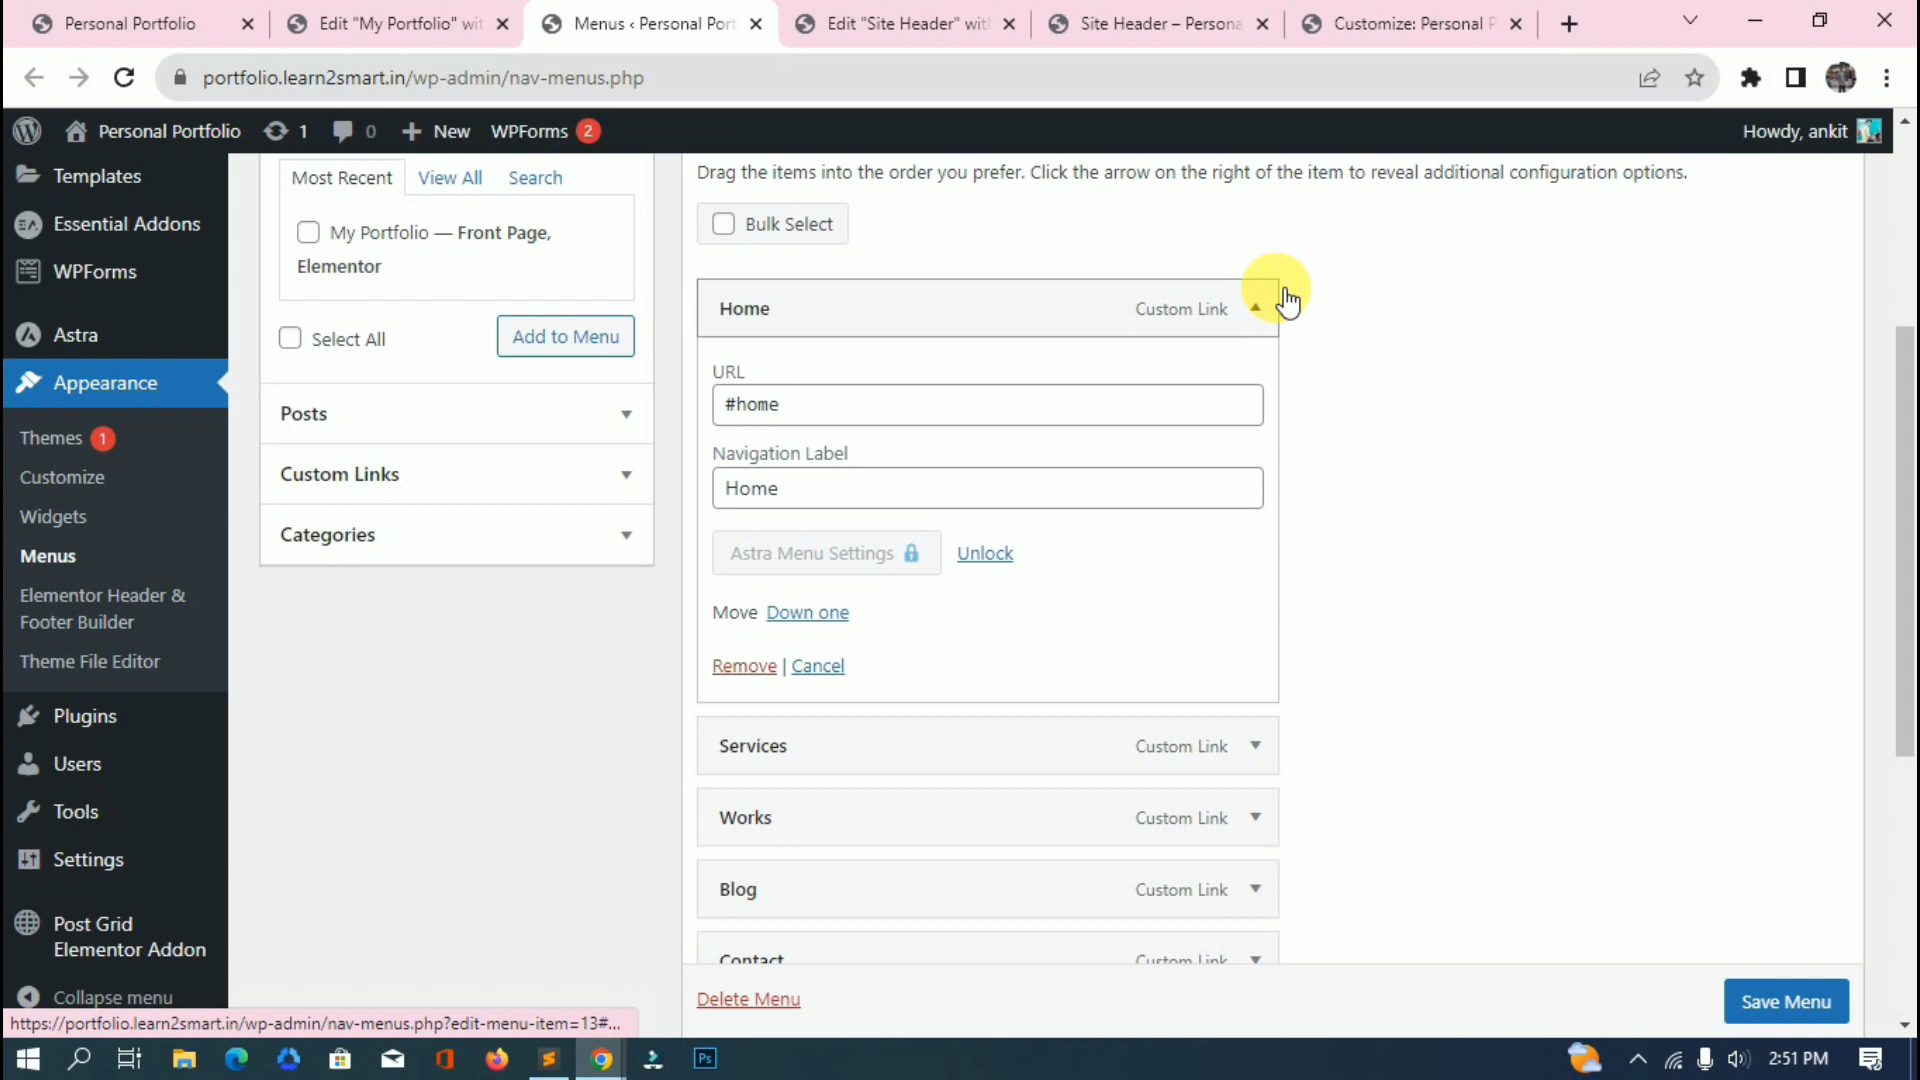 Personal Portfolio
Edit "My Portfolio" wit
Menus ‹ Personal Port
Edit "Site Header" with
Site Header – Persona
Customize: Personal P
portfolio.learn2smart.in/wp-admin/nav-menus.php
Personal Portfolio
1
0
New
WPForms 2
Howdy, ankit
Templates
Essential Addons
WPForms
Astra
Appearance
Themes 1
Customize
Widgets
Menus
Elementor Header &
Footer Builder
Theme File Editor
Plugins
Users
Tools
Settings
Post Grid
Elementor Addon
Collapse menu
Most Recent
View All
Search
My Portfolio — Front Page,
Elementor
Select All
Add to Menu
Posts
Custom Links
Categories
Drag the items into the order you prefer. Click the arrow on the right of the item to reveal additional configuration options.
Bulk Select
Home
Custom Link
URL
#home
Navigation Label
Home
Astra Menu Settings
Unlock
Move Down one
Remove | Cancel
Services
Custom Link
Works
Custom Link
Blog
Custom Link
Contact
Custom Link
Delete Menu
Save Menu
https://portfolio.learn2smart.in/wp-admin/nav-menus.php?edit-menu-item=13#...
Ps
2:51 PM